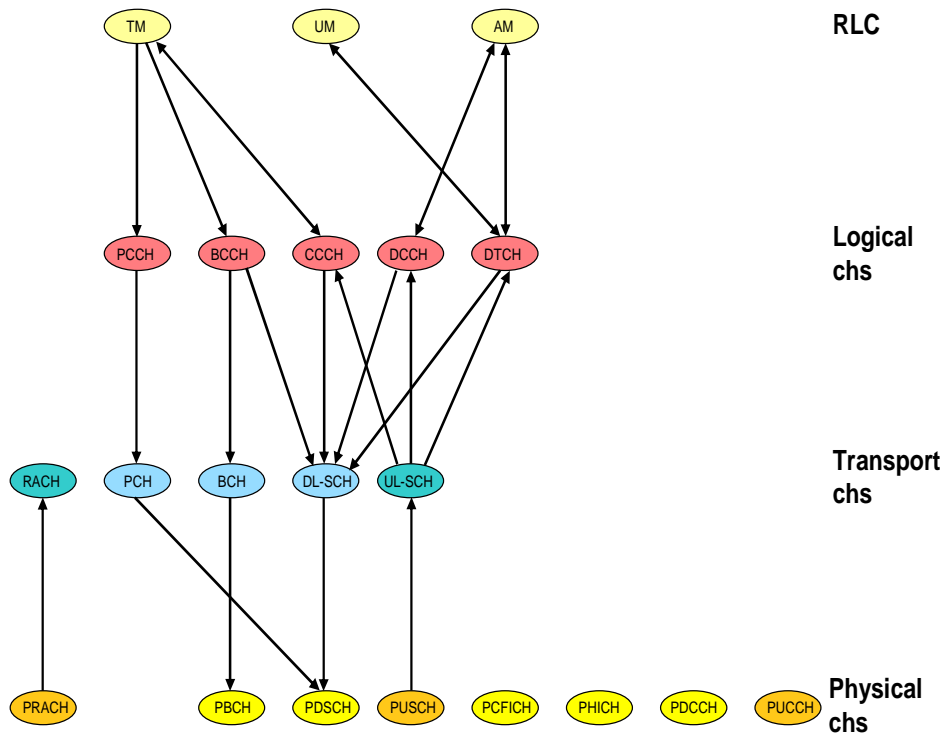 TM UM AM RLC
PCCH BCCH CCCH DCCH DTCH Logical
chs
RACH PCH BCH DL-SCH UL-SCH Transport
chs
PRACH PBCH PDSCH PUSCH PCFICH PHICH PDCCH PUCCH Physical
chs